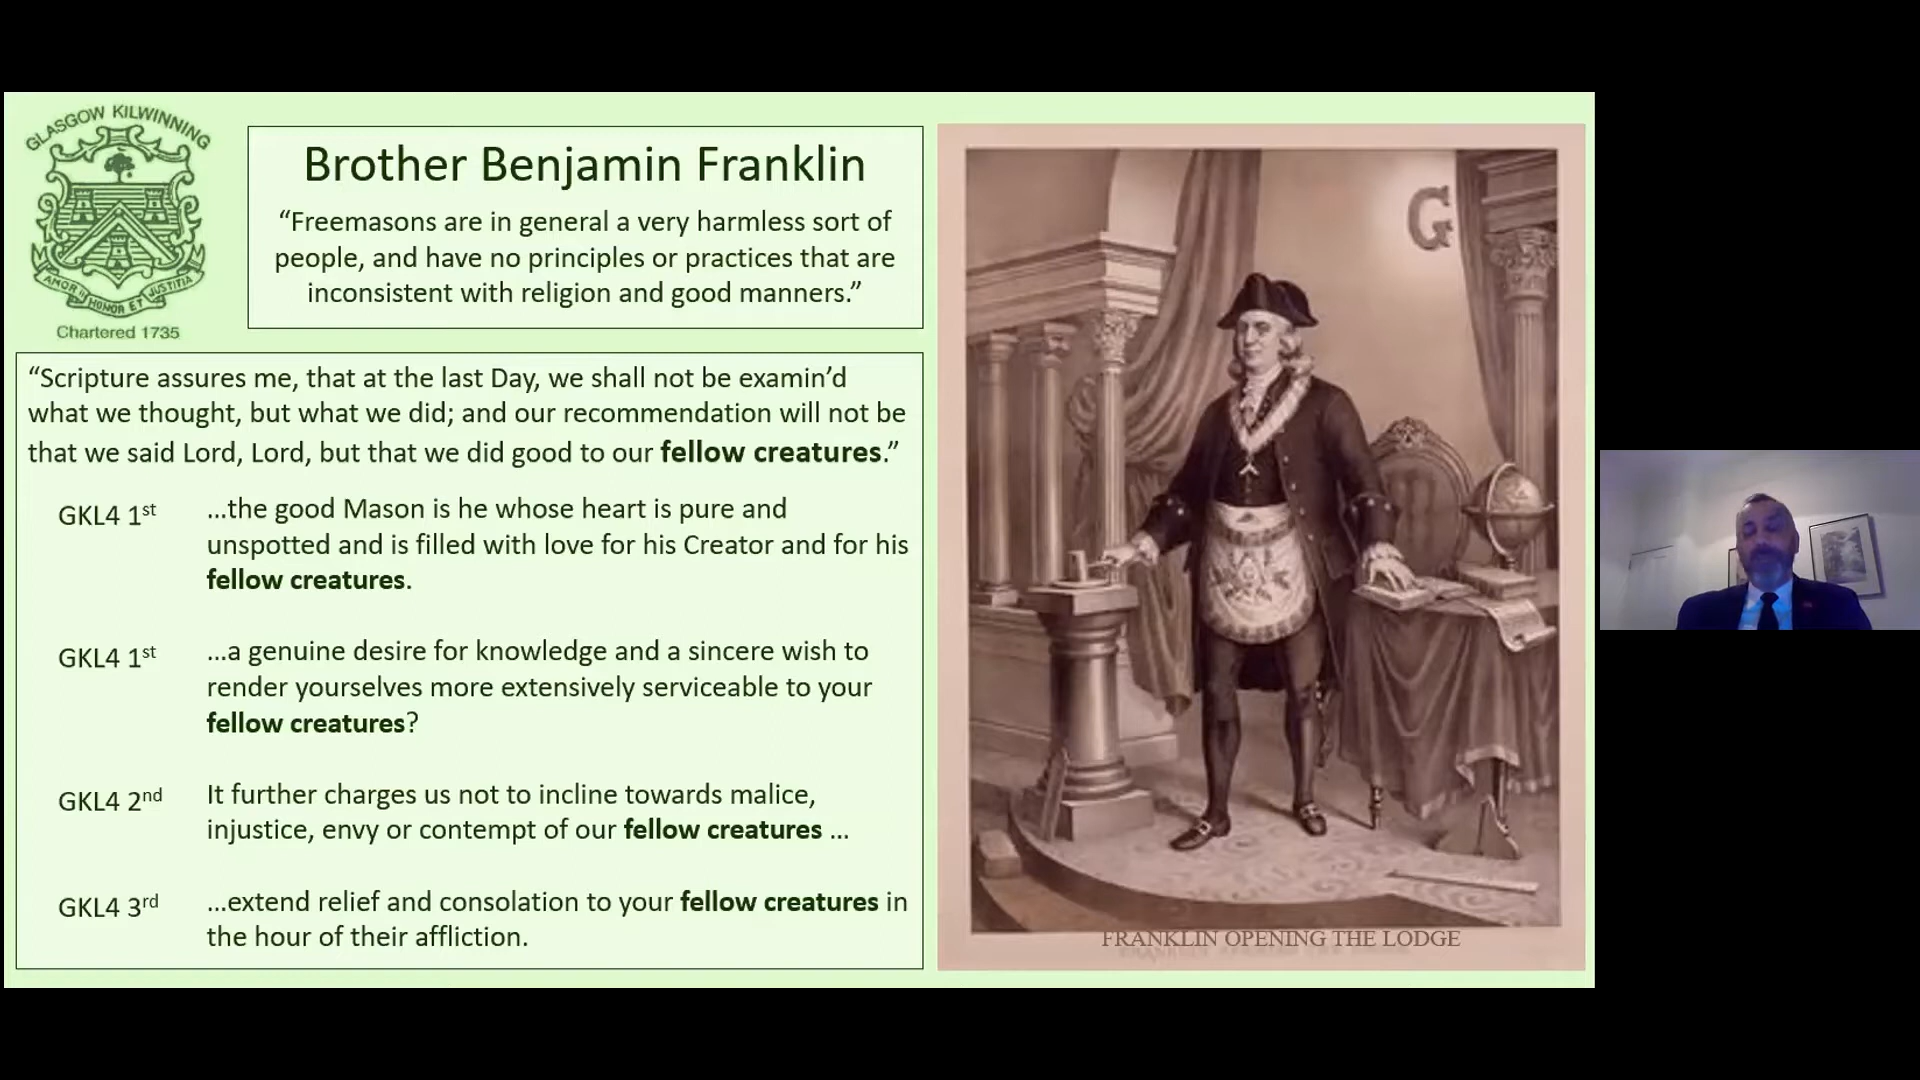 GLASGOW KILWINNING
AMOR HONOR ET JUSTITIA
Chartered 1735
Brother Benjamin Franklin
“Freemasons are in general a very harmless sort of
people, and have no principles or practices that are
inconsistent with religion and good manners.”
“Scripture assures me, that at the last Day, we shall not be examin’d
what we thought, but what we did; and our recommendation will not be
that we said Lord, Lord, but that we did good to our fellow creatures.”
GKL4 1st ...the good Mason is he whose heart is pure and
unspotted and is filled with love for his Creator and for his
fellow creatures.
GKL4 1st ...a genuine desire for knowledge and a sincere wish to
render yourselves more extensively serviceable to your
fellow creatures?
GKL4 2nd It further charges us not to incline towards malice,
injustice, envy or contempt of our fellow creatures ...
GKL4 3rd ...extend relief and consolation to your fellow creatures in
the hour of their affliction.
G
FRANKLIN OPENING THE LODGE